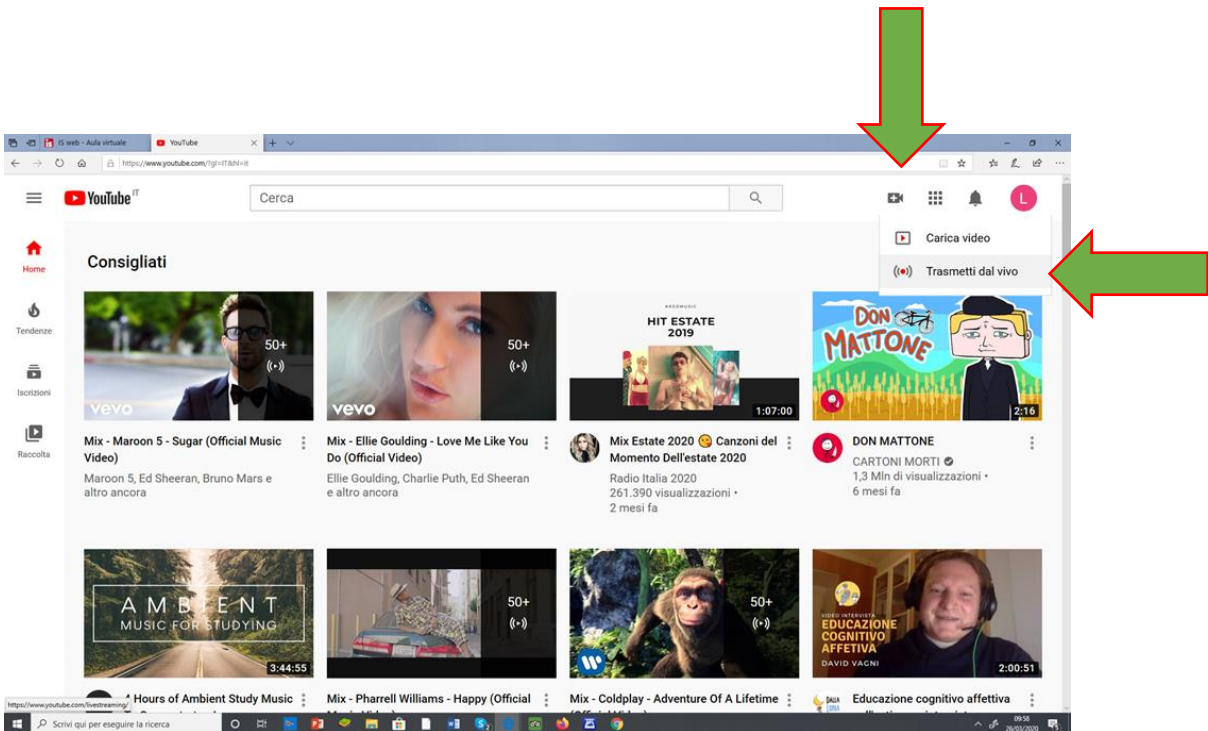 IS web - Aula virtuale
YouTube
https://www.youtube.com/?gl=IT&hl=it
YouTube IT
Cerca
Carica video
Trasmetti dal vivo
Home
Tendenze
Iscrizioni
Raccolta
Consigliati
50+
vevo
Mix - Maroon 5 - Sugar (Official Music
Video)
Maroon 5, Ed Sheeran, Bruno Mars e
altro ancora
50+
vevo
Mix - Ellie Goulding - Love Me Like You
Do (Official Video)
Ellie Goulding, Charlie Puth, Ed Sheeran
e altro ancora
HIT ESTATE
2019
1:07:00
Mix Estate 2020 😘 Canzoni del
Momento Dell'estate 2020
Radio Italia 2020
261.390 visualizzazioni •
2 mesi fa
DON
MATTONE
2:16
DON MATTONE
CARTONI MORTI
1,3 Mln di visualizzazioni •
6 mesi fa
AMBIENT
MUSIC FOR STUDYING
3:44:55
4 Hours of Ambient Study Music
50+
Mix - Pharrell Williams - Happy (Official
50+
Mix - Coldplay - Adventure Of A Lifetime
VIDEO INTERVISTA
EDUCAZIONE
COGNITIVO
AFFETIVA
DAVID VAGNI
2:00:51
Educazione cognitivo affettiva
https://www.youtube.com/livestreaming/
Scrivi qui per eseguire la ricerca
09:58
26/03/2020
L